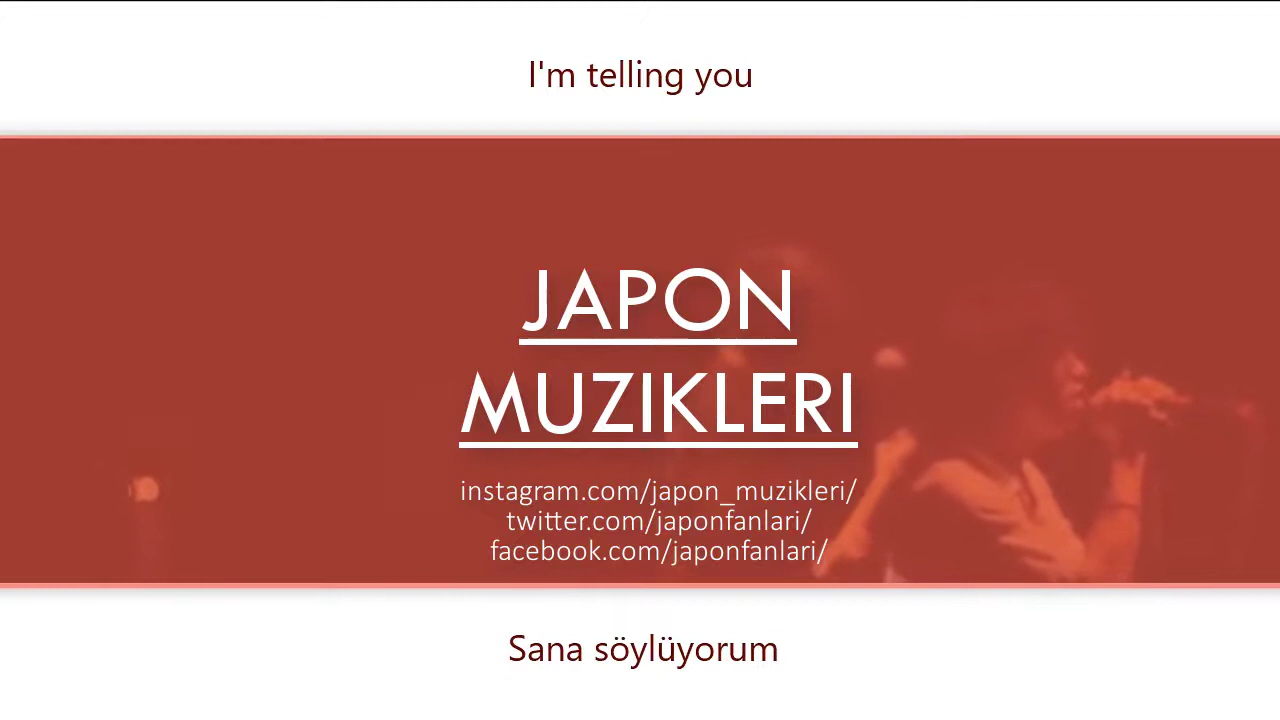 I'm telling you
JAPON
MUZIKLERI
instagram.com/japon_muzikleri/
twitter.com/japonfanlari/
facebook.com/japonfanlari/
Sana söylüyorum